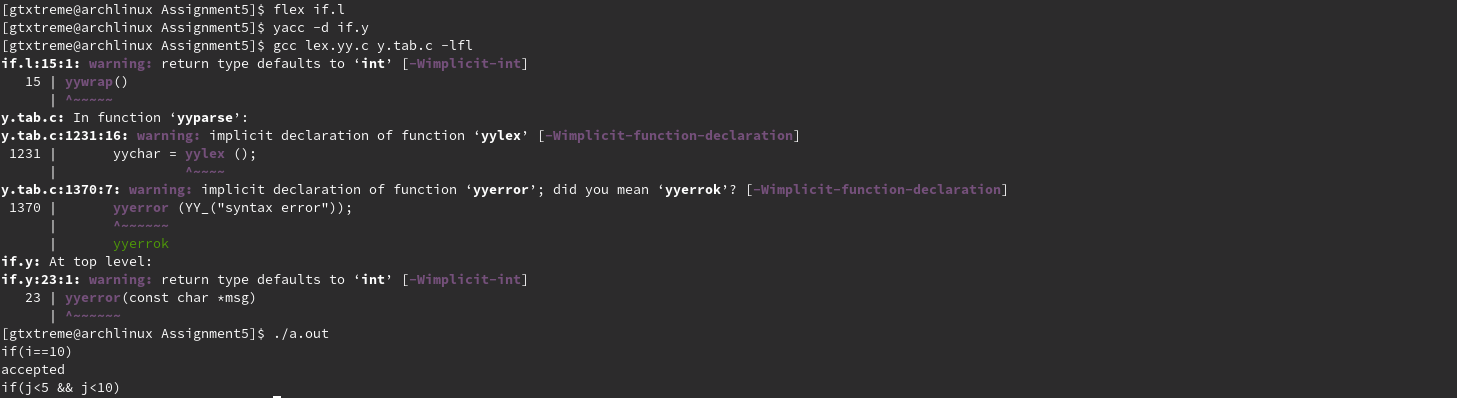 [gtxtreme@archlinux Assignment5]$ flex if.l
[gtxtreme@archlinux Assignment5]$ yacc -d if.y
[gtxtreme@archlinux Assignment5]$ gcc lex.yy.c y.tab.c -lfl
if.l:15:1: warning: return type defaults to ‘int’ [-Wimplicit-int]
   15 | yywrap()
      | ^~~~~~
y.tab.c: In function ‘yyparse’:
y.tab.c:1231:16: warning: implicit declaration of function ‘yylex’ [-Wimplicit-function-declaration]
 1231 |       yychar = yylex ();
      |                ^~~~~
y.tab.c:1370:7: warning: implicit declaration of function ‘yyerror’; did you mean ‘yyerrok’? [-Wimplicit-function-declaration]
 1370 |       yyerror (YY_("syntax error"));
      |       ^~~~~~~
      |       yyerrok
if.y: At top level:
if.y:23:1: warning: return type defaults to ‘int’ [-Wimplicit-int]
   23 | yyerror(const char *msg)
      | ^~~~~~~
[gtxtreme@archlinux Assignment5]$ ./a.out
if(i==10)
accepted
if(j<5 && j<10)